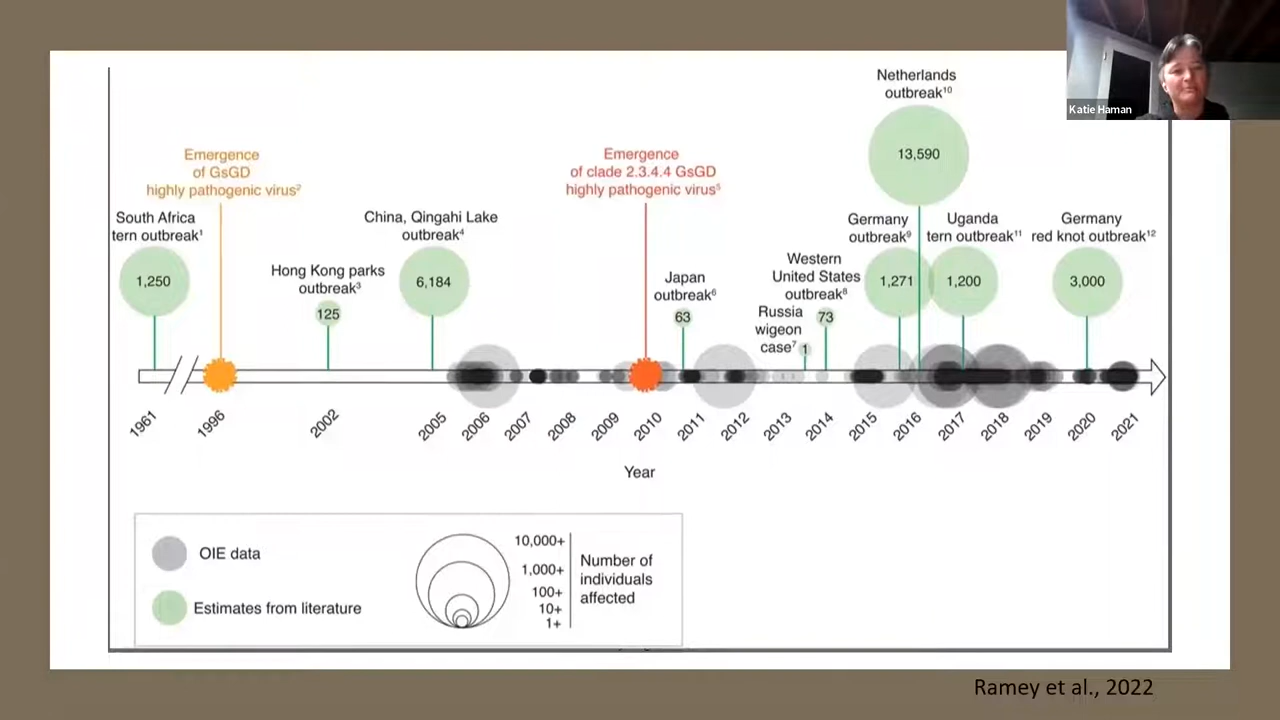 Katie Haman
Netherlands
outbreak¹⁰
13,590
Emergence
of GsGD
highly pathogenic virus²
Emergence
of clade 2.3.4.4 GsGD
highly pathogenic virus⁵
South Africa
tern outbreak¹
1,250
Hong Kong parks
outbreak³
125
China, Qingahi Lake
outbreak⁴
6,184
Japan
outbreak⁶
63
Russia
wigeon
case⁷
1
Western
United States
outbreak⁸
73
Germany
outbreak⁹
1,271
Uganda
tern outbreak¹¹
1,200
Germany
red knot outbreak¹²
3,000
1961
1996
2002
2005
2006
2007
2008
2009
2010
2011
2012
2013
2014
2015
2016
2017
2018
2019
2020
2021
Year
OIE data
Estimates from literature
10,000+
1,000+
100+
10+
1+
Number of
individuals
affected
Ramey et al., 2022